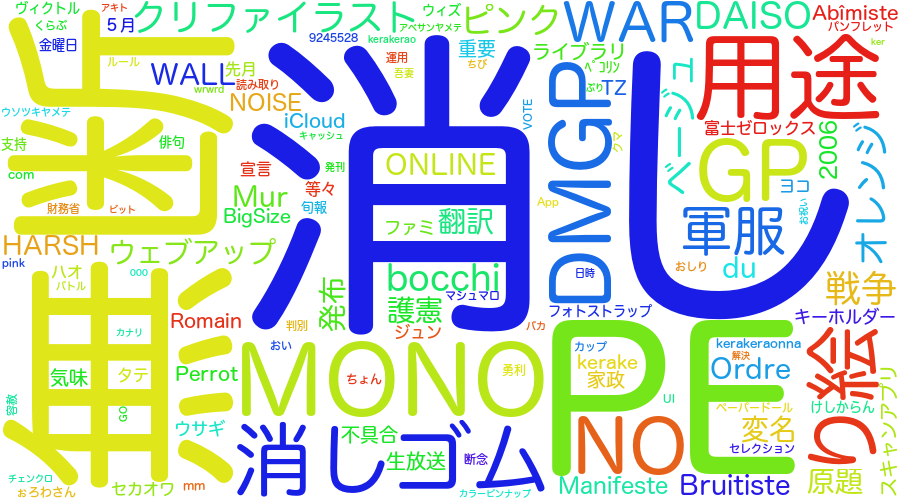 ヴィクトル
アキト
くらぶ
5月
クリファイラスト
ウィズ
アベサンヤメテ
ピンク
WAR
DAISO
Abîmiste
パンフレット
金曜日
9245528
kerakerao
重要
ライブラリ
ker
ルール
WALL
先月
読み取り
運用
吾妻
ちび
ペコリン
ぷり
TZ
用途
wrwrd
NOISE
iCloud
キャッシュ
VOTE
ベージュ
富士ゼロックス
2006
ウソツキヤメテ
歯
支持
俳句
com
宣言
発刊
消し
ONLINE
クマ
DMGP
GP
オレンジ
財務省
ピット
Mur
BigSize
等々
旬報
ファミ
翻訳
App
ヨコ
お祝い
軍服
HARSH
ウェブアップ
pink
ooo
bocchi
マシュマロ
日時
おしり
du
戦争
ハオ
バトル
発布
護憲
フォトストラップ
キーホルダー
無
カナリ
Romain
判別
ジュン
バカ
おい
カップ
kerakeraonna
解決
気味
タテ
Perrot
ちょん
MONO
勇利
kerake
家政
PE
Ordre
り絵
容赦
GO
ウサギ
UI
ペーパードール
けしからん
スキャンアプリ
消しゴム
不具合
NO
変名
生放送
断念
セレクション
チェンクロ
ぉろわさん
セカオワ
mm
カラーピンナップ
Manifeste
Bruitiste
原題